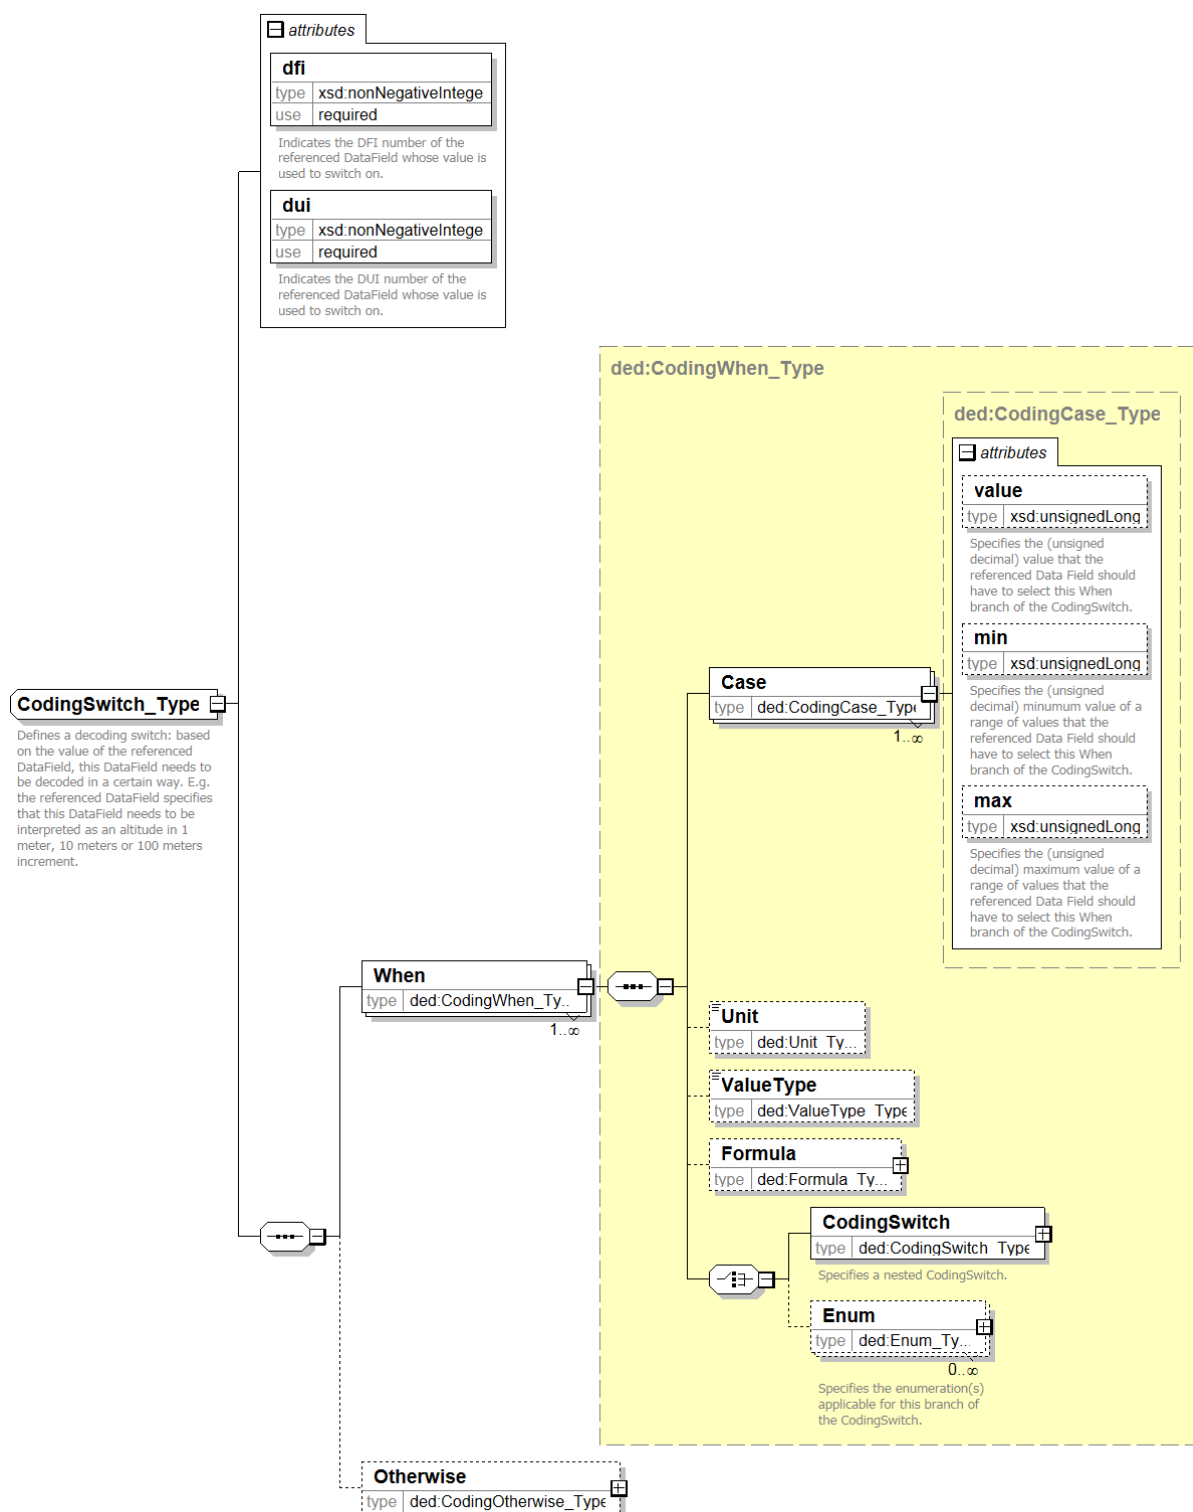 attributes
dfi
type xsd:nonNegativeIntege
use required
Indicates the DFI number of the
referenced DataField whose value is
used to switch on.
dui
type xsd:nonNegativeIntege
use required
Indicates the DUI number of the
referenced DataField whose value is
used to switch on.
ded:CodingWhen_Type
ded:CodingCase_Type
attributes
value
type xsd:unsignedLong
Specifies the (unsigned
decimal) value that the
referenced Data Field should
have to select this When
branch of the CodingSwitch.
min
type xsd:unsignedLong
Specifies the (unsigned
decimal) minumum value of a
range of values that the
referenced Data Field should
have to select this When
branch of the CodingSwitch.
max
type xsd:unsignedLong
Specifies the (unsigned
decimal) maximum value of a
range of values that the
referenced Data Field should
have to select this When
branch of the CodingSwitch.
Case
type ded:CodingCase_Type
1..∞
CodingSwitch_Type
Defines a decoding switch: based
on the value of the referenced
DataField, this DataField needs to
be decoded in a certain way. E.g.
the referenced DataField specifies
that this DataField needs to be
interpreted as an altitude in 1
meter, 10 meters or 100 meters
increment.
When
type ded:CodingWhen_Ty...
1..∞
Unit
type ded:Unit_Ty...
ValueType
type ded:ValueType_Type
Formula
type ded:Formula_Ty...
CodingSwitch
type ded:CodingSwitch_Type
Specifies a nested CodingSwitch.
Enum
type ded:Enum_Ty...
0..∞
Specifies the enumeration(s)
applicable for this branch of
the CodingSwitch.
Otherwise
type ded:CodingOtherwise_Type